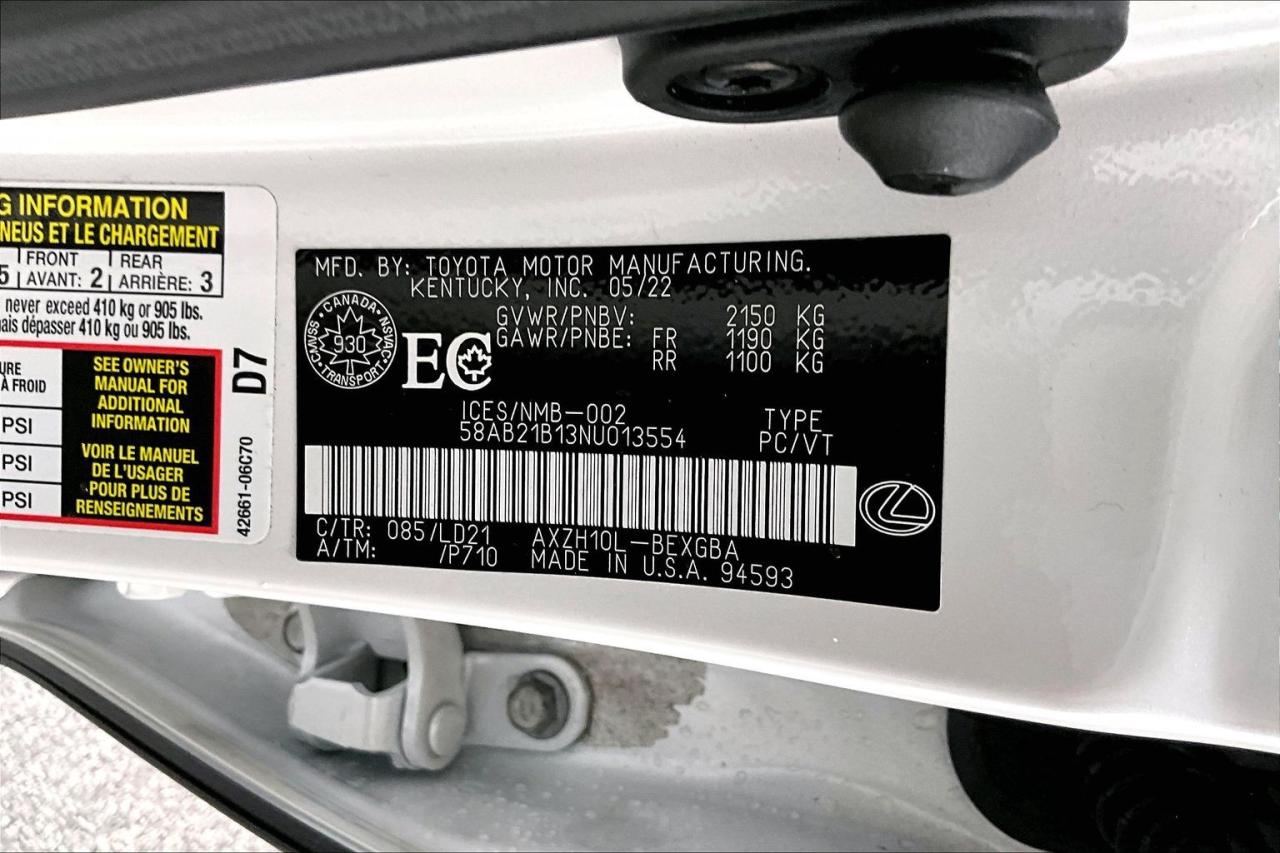 G INFORMATION
NEUS ET LE CHARGEMENT
5 FRONT AVANT: 2 REAR ARRIÈRE: 3
never exceed 410 kg or 905 lbs.
mais dépasser 410 kg ou 905 lbs.
URE
À FROID
PSI
PSI
PSI
SEE OWNER'S
MANUAL FOR
ADDITIONAL
INFORMATION
VOIR LE MANUEL
DE L'USAGER
POUR PLUS DE
RENSEIGNEMENTS
D7
42661-06C70
MFD. BY: TOYOTA MOTOR MANUFACTURING.
KENTUCKY, INC. 05/22
GVWR/PNBV: 2150 KG
GAWR/PNBE: FR 1190 KG
RR 1100 KG
CANADA
CMVSS 930 NSVAC
TRANSPORT
EC
ICES/NMB-002
58AB21B13NU013554
TYPE
PC/VT
C/TR: 085/LD21 AXZH10L-BEXGBA
A/TM: /P710 MADE IN U.S.A. 94593